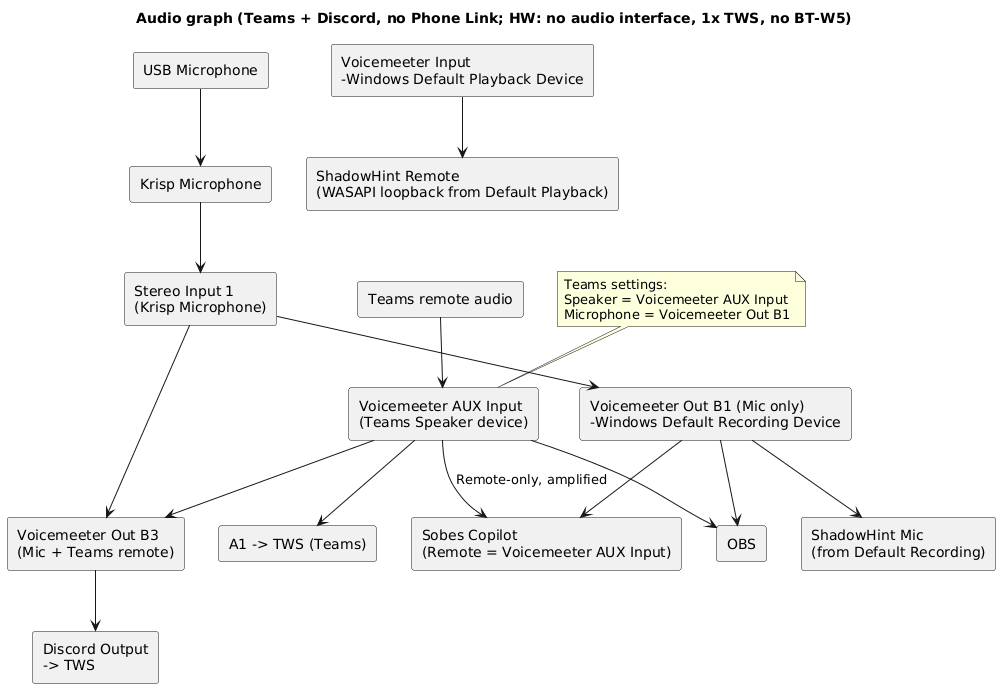 Audio graph (Teams + Discord, no Phone Link; HW: no audio interface, 1x TWS, no BT-W5)
USB Microphone
Voicemeeter Input
-Windows Default Playback Device
Krisp Microphone
ShadowHint Remote
(WASAPI loopback from Default Playback)
Stereo Input 1
(Krisp Microphone)
Teams remote audio
Teams settings:
Speaker = Voicemeeter AUX Input
Microphone = Voicemeeter Out B1
Voicemeeter AUX Input
(Teams Speaker device)
Voicemeeter Out B1 (Mic only)
-Windows Default Recording Device
Remote-only, amplified
Voicemeeter Out B3
(Mic + Teams remote)
A1 -> TWS (Teams)
Sobes Copilot
(Remote = Voicemeeter AUX Input)
OBS
ShadowHint Mic
(from Default Recording)
Discord Output
-> TWS